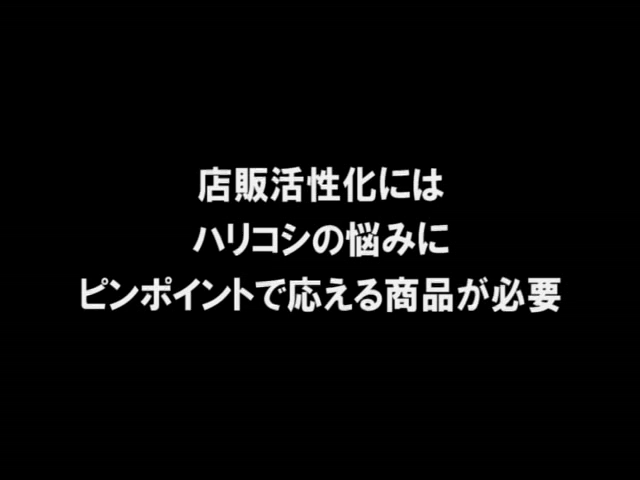 店販活性化には
ハリコシの悩みに
ピンポイントで応える商品が必要